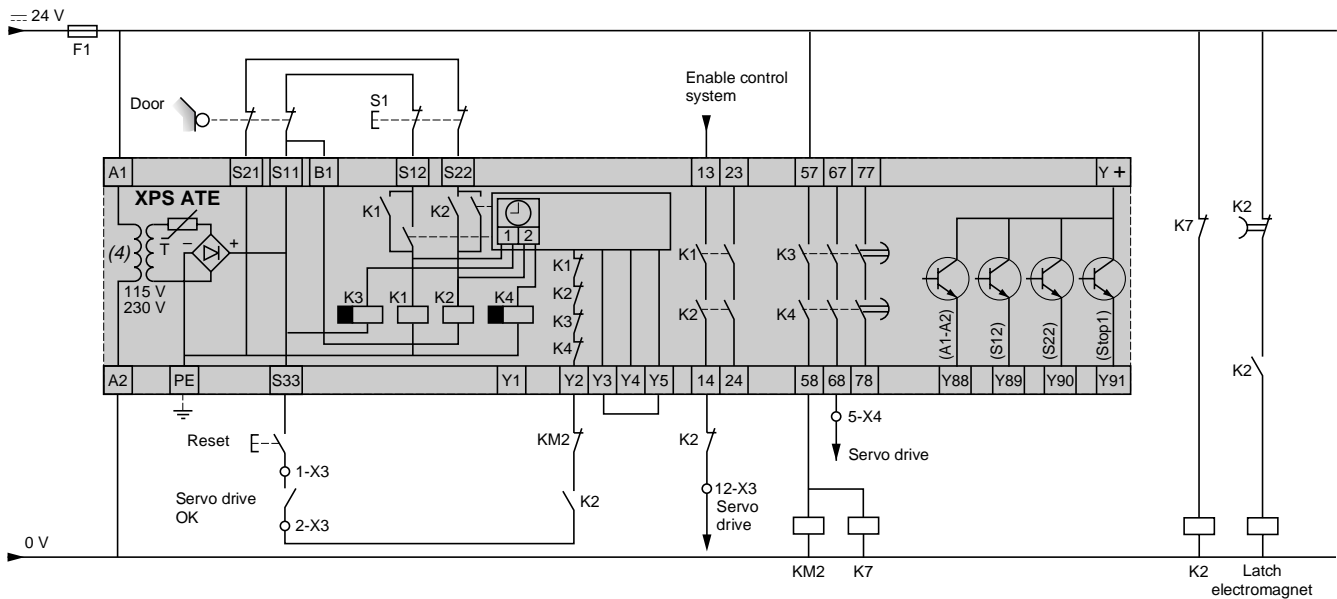 24 V
F1
Door
S1
Enable control
system
A1
S21
S11
B1
S12
S22
13
23
57
67
77
Y +
XPS ATE
(4)
T
–
+
115 V
230 V
K1
K2
1
2
K3
K1
K2
K4
K1
K2
K3
K4
K1
K2
K3
K4
(A1-A2)
(S12)
(S22)
(Stop1)
K7
K2
K2
A2
PE
S33
Y1
Y2
Y3
Y4
Y5
14
24
58
68
78
Y88
Y89
Y90
Y91
Reset
1-X3
Servo drive
OK
2-X3
KM2
K2
K2
12-X3
Servo
drive
5-X4
Servo drive
0 V
KM2
K7
K2
Latch
electromagnet